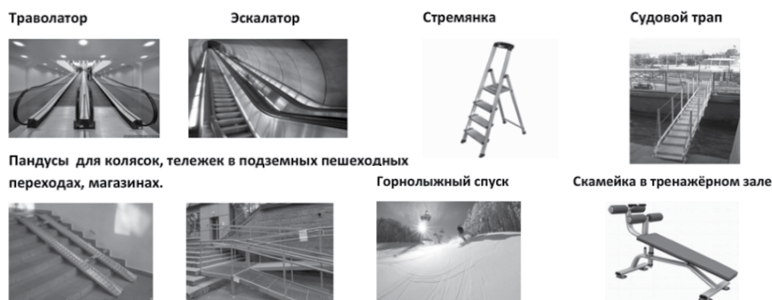 Траволатор
Эскалатор
Стремянка
Судовой трап
Пандусы для колясок, тележек в подземных пешеходных
переходах, магазинах.
Горнолыжный спуск
Скамейка в тренажёрном зале